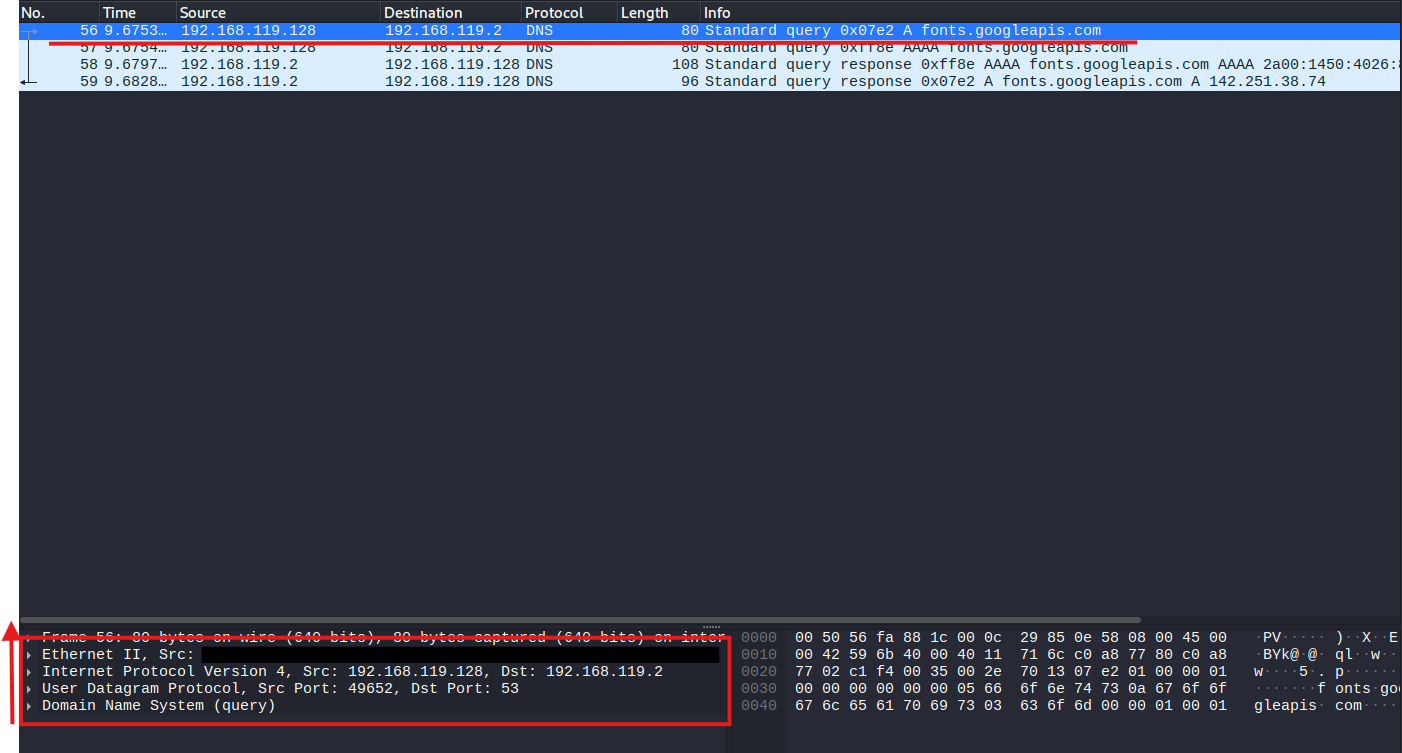 No. Time Source Destination Protocol Length Info
56 9.6753… 192.168.119.128 192.168.119.2 DNS 80 Standard query 0x07e2 A fonts.googleapis.com
57 9.6754… 192.168.119.128 192.168.119.2 DNS 80 Standard query 0xff8e AAAA fonts.googleapis.com
58 9.6797… 192.168.119.2 192.168.119.128 DNS 108 Standard query response 0xff8e AAAA fonts.googleapis.com AAAA 2a00:1450:4026:8
59 9.6828… 192.168.119.2 192.168.119.128 DNS 96 Standard query response 0x07e2 A fonts.googleapis.com A 142.251.38.74
Frame 56: 80 bytes on wire (640 bits), 80 bytes captured (640 bits) on inter
Ethernet II, Src:
Internet Protocol Version 4, Src: 192.168.119.128, Dst: 192.168.119.2
User Datagram Protocol, Src Port: 49652, Dst Port: 53
Domain Name System (query)
0000 00 50 56 fa 88 1c 00 0c 29 85 0e 58 08 00 45 00 ·PV·····)··X··E·
0010 00 42 59 6b 40 00 40 11 71 6c c0 a8 77 80 c0 a8 ·BYk@·@·ql··w···
0020 77 02 c1 f4 00 35 00 2e 70 13 07 e2 01 00 00 01 w····5·.p·······
0030 00 00 00 00 00 00 05 66 6f 6e 74 73 0a 67 6f 6f ·······fonts·goo
0040 67 6c 65 61 70 69 73 03 63 6f 6d 00 00 01 00 01 gleapis·com·····